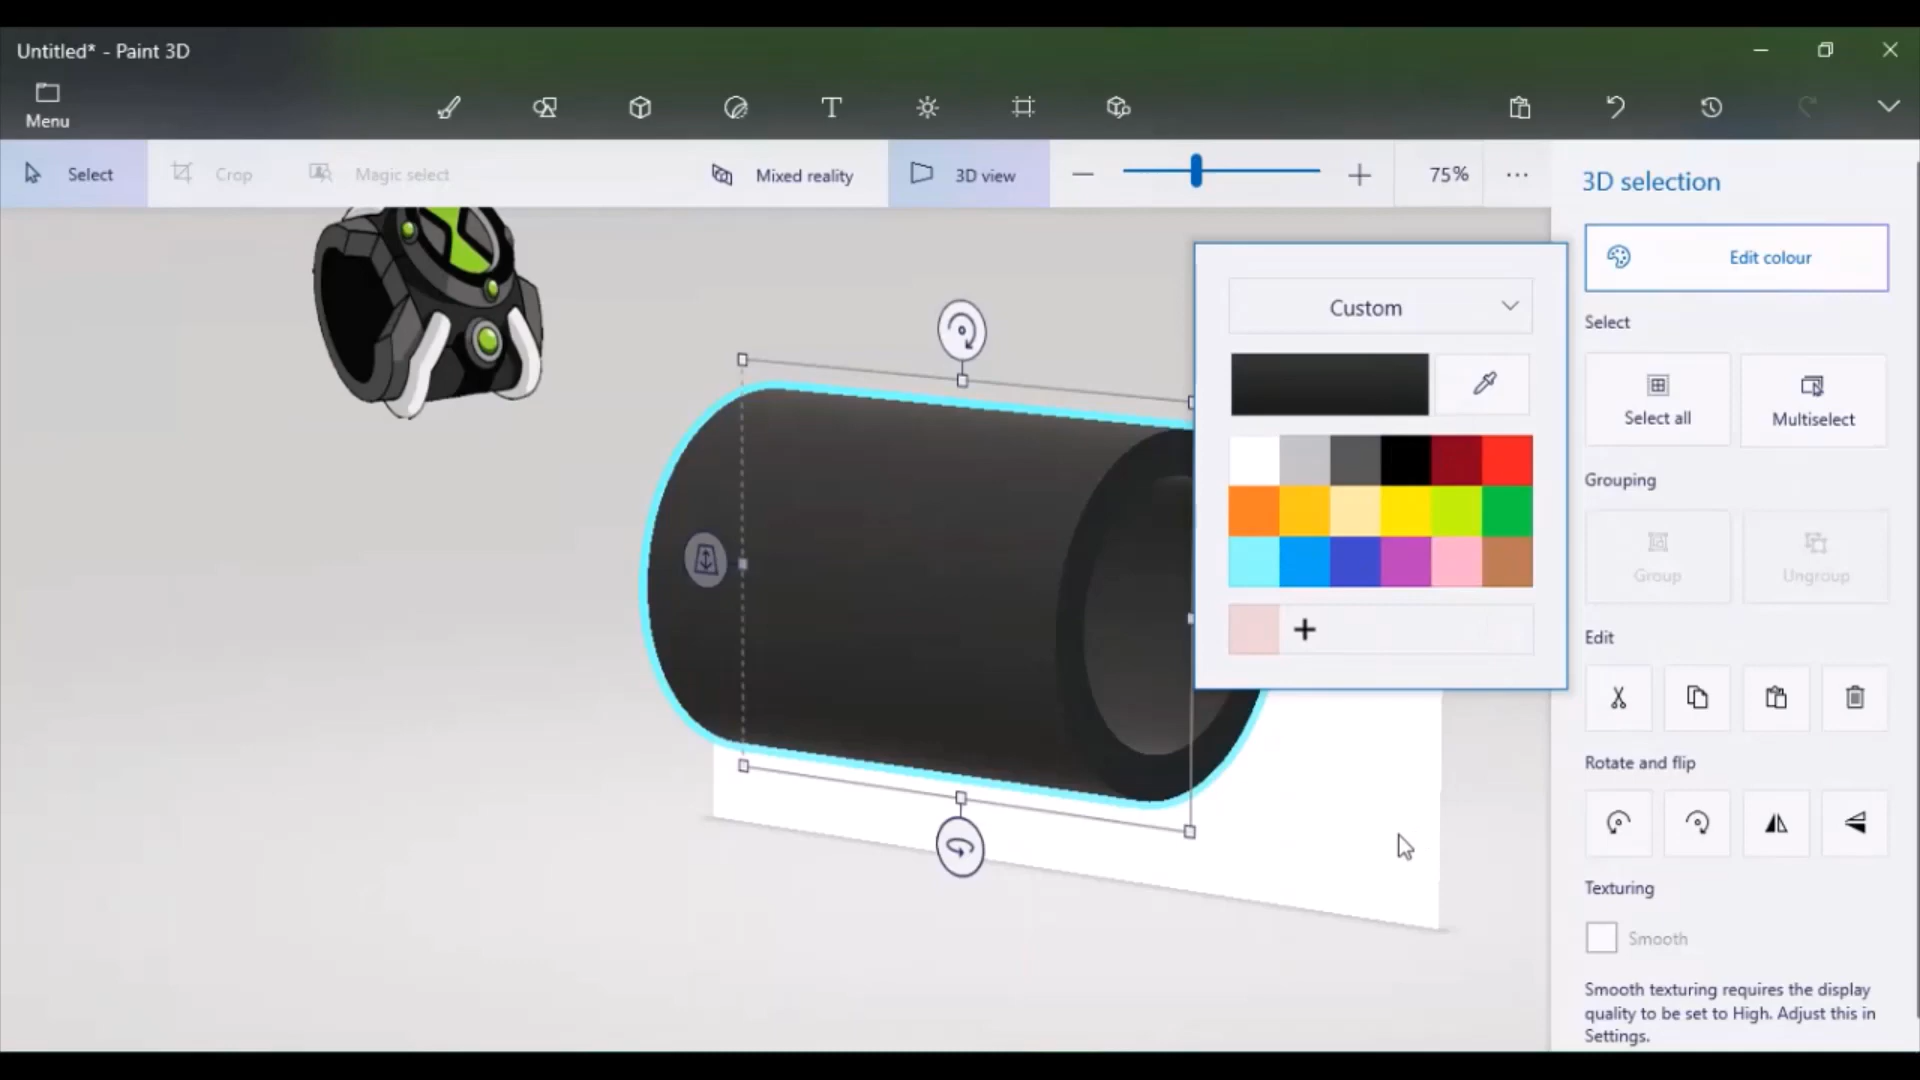 Untitled* - Paint 3D
Menu
Select
Crop
Magic select
Mixed reality
3D view
75%
3D selection
Edit colour
Custom
Select
Select all
Multiselect
Grouping
Group
Ungroup
Edit
Rotate and flip
Texturing
Smooth
Smooth texturing requires the display
quality to be set to High. Adjust this in
Settings.